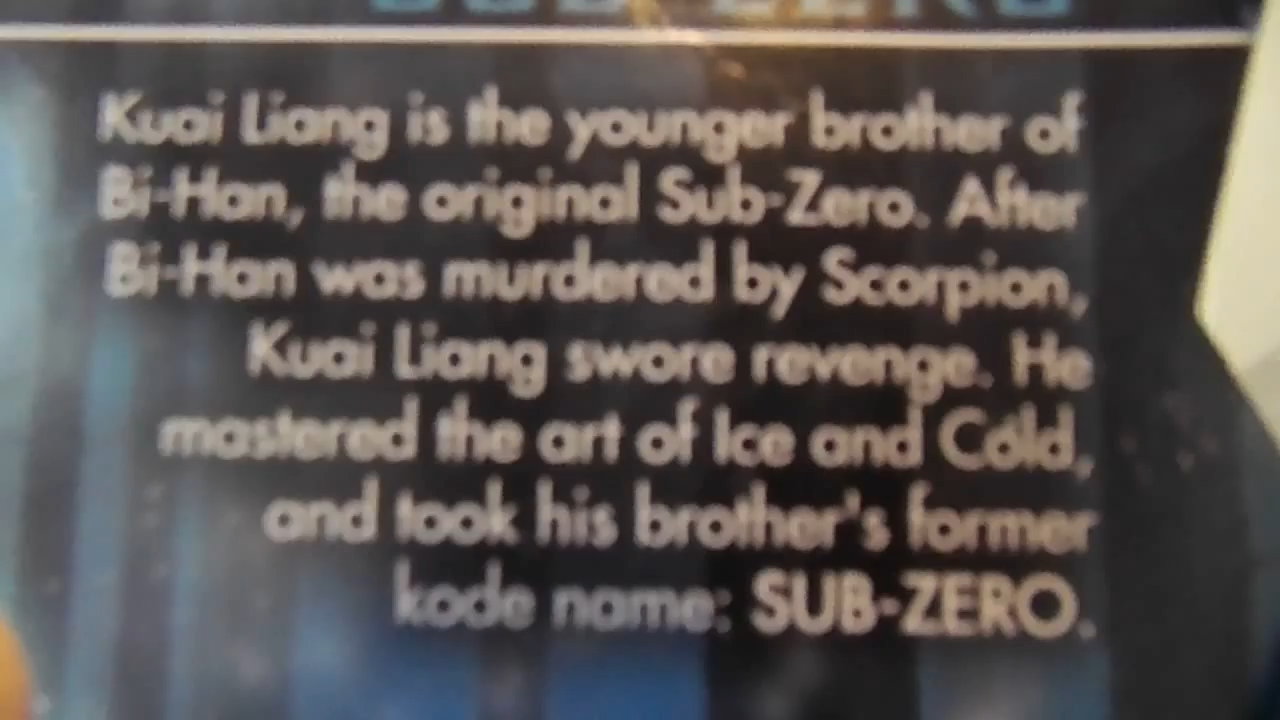 SUB-ZERO
Kuai Liang is the younger brother of
Bi-Han, the original Sub-Zero. After
Bi-Han was murdered by Scorpion,
Kuai Liang swore revenge. He
mastered the art of Ice and Cold,
and took his brother's former
kode name: SUB-ZERO.